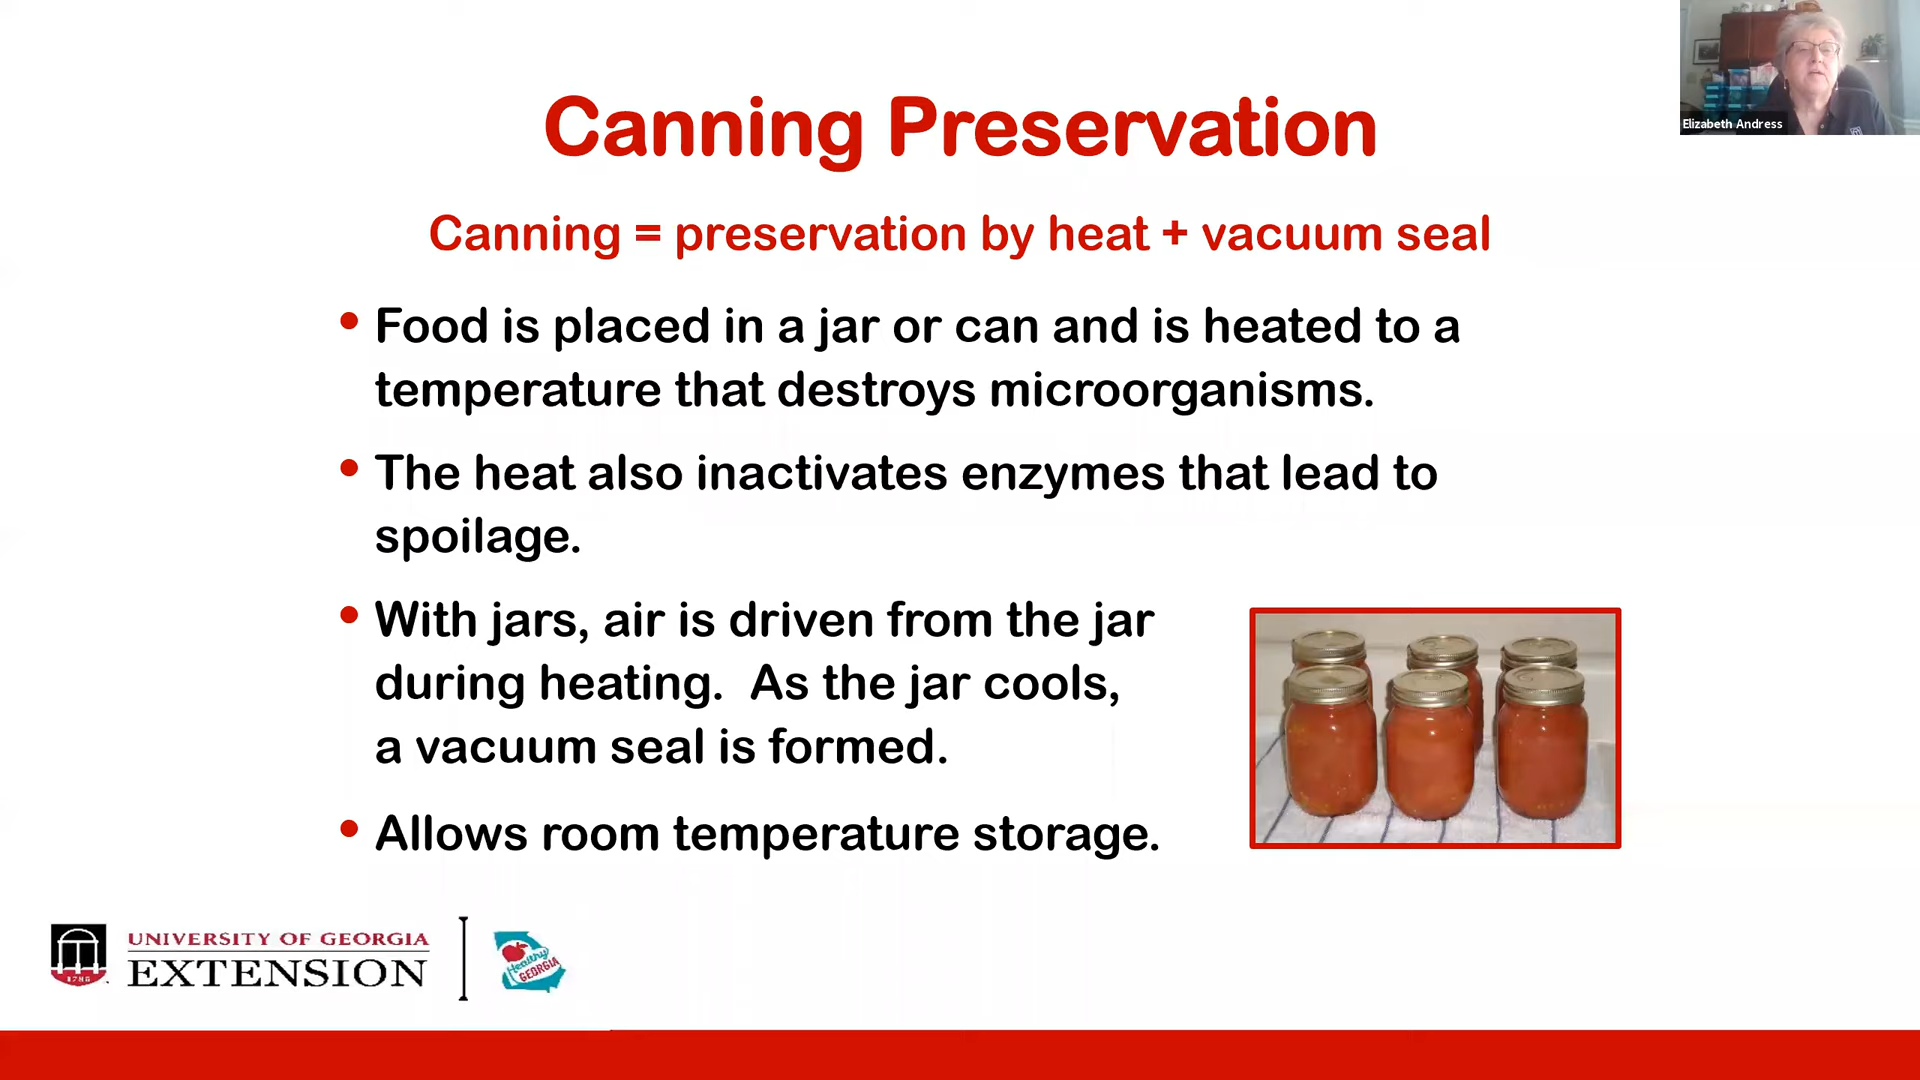 Canning Preservation
Elizabeth Andress
Canning = preservation by heat + vacuum seal
• Food is placed in a jar or can and is heated to a
temperature that destroys microorganisms.
• The heat also inactivates enzymes that lead to
spoilage.
• With jars, air is driven from the jar
during heating. As the jar cools,
a vacuum seal is formed.
• Allows room temperature storage.
UNIVERSITY OF GEORGIA
EXTENSION
1785
Healthy
GEORGIA